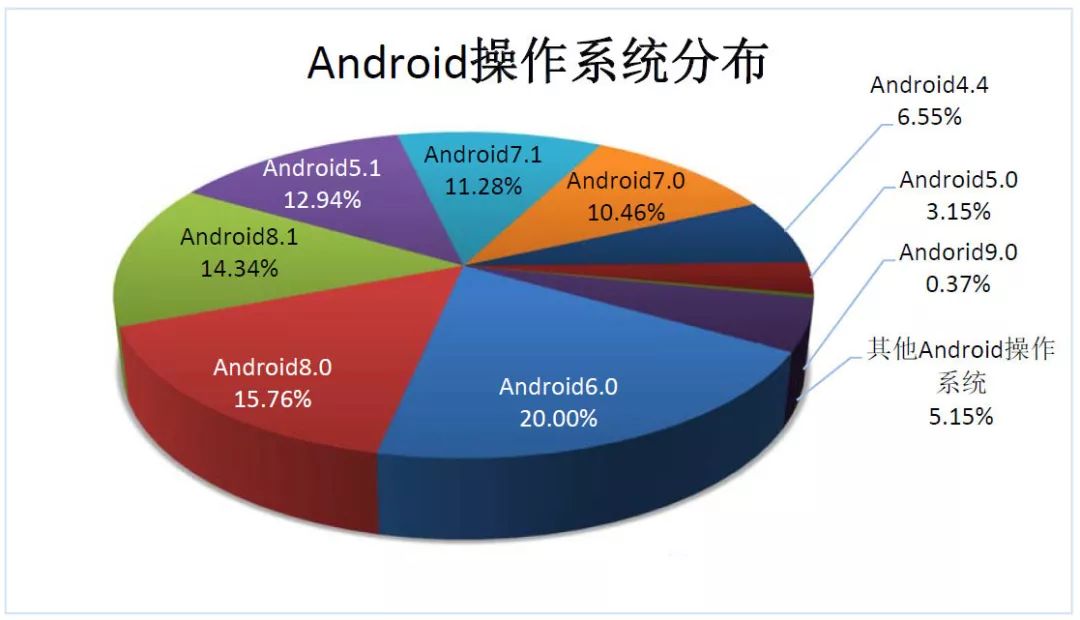 Android操作系统分布
Android4.4
6.55%
Android5.0
3.15%
Andorid9.0
0.37%
其他Android操作
系统
5.15%
Android6.0
20.00%
Android8.0
15.76%
Android8.1
14.34%
Android5.1
12.94%
Android7.1
11.28%
Android7.0
10.46%